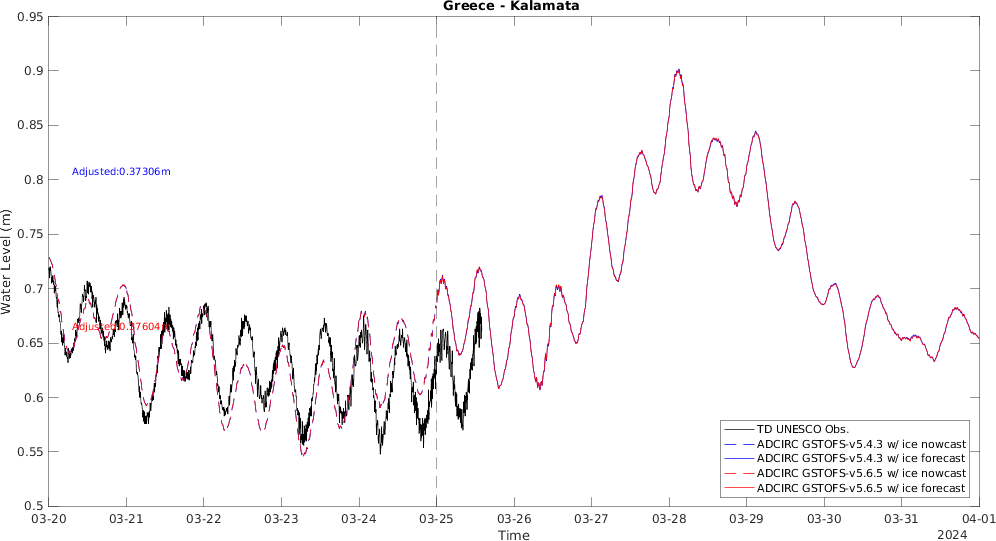 Greece - Kalamata
0.95
0.9
0.85
0.8
0.75
0.7
0.65
0.6
0.55
0.5
Water Level (m)
Adjusted:0.37306m
Adjusted:0.37604m
TD UNESCO Obs.
ADCIRC GSTOFS-v5.4.3 w/ ice nowcast
ADCIRC GSTOFS-v5.4.3 w/ ice forecast
ADCIRC GSTOFS-v5.6.5 w/ ice nowcast
ADCIRC GSTOFS-v5.6.5 w/ ice forecast
03-20 03-21 03-22 03-23 03-24 03-25 03-26 03-27 03-28 03-29 03-30 03-31 04-01
Time
2024